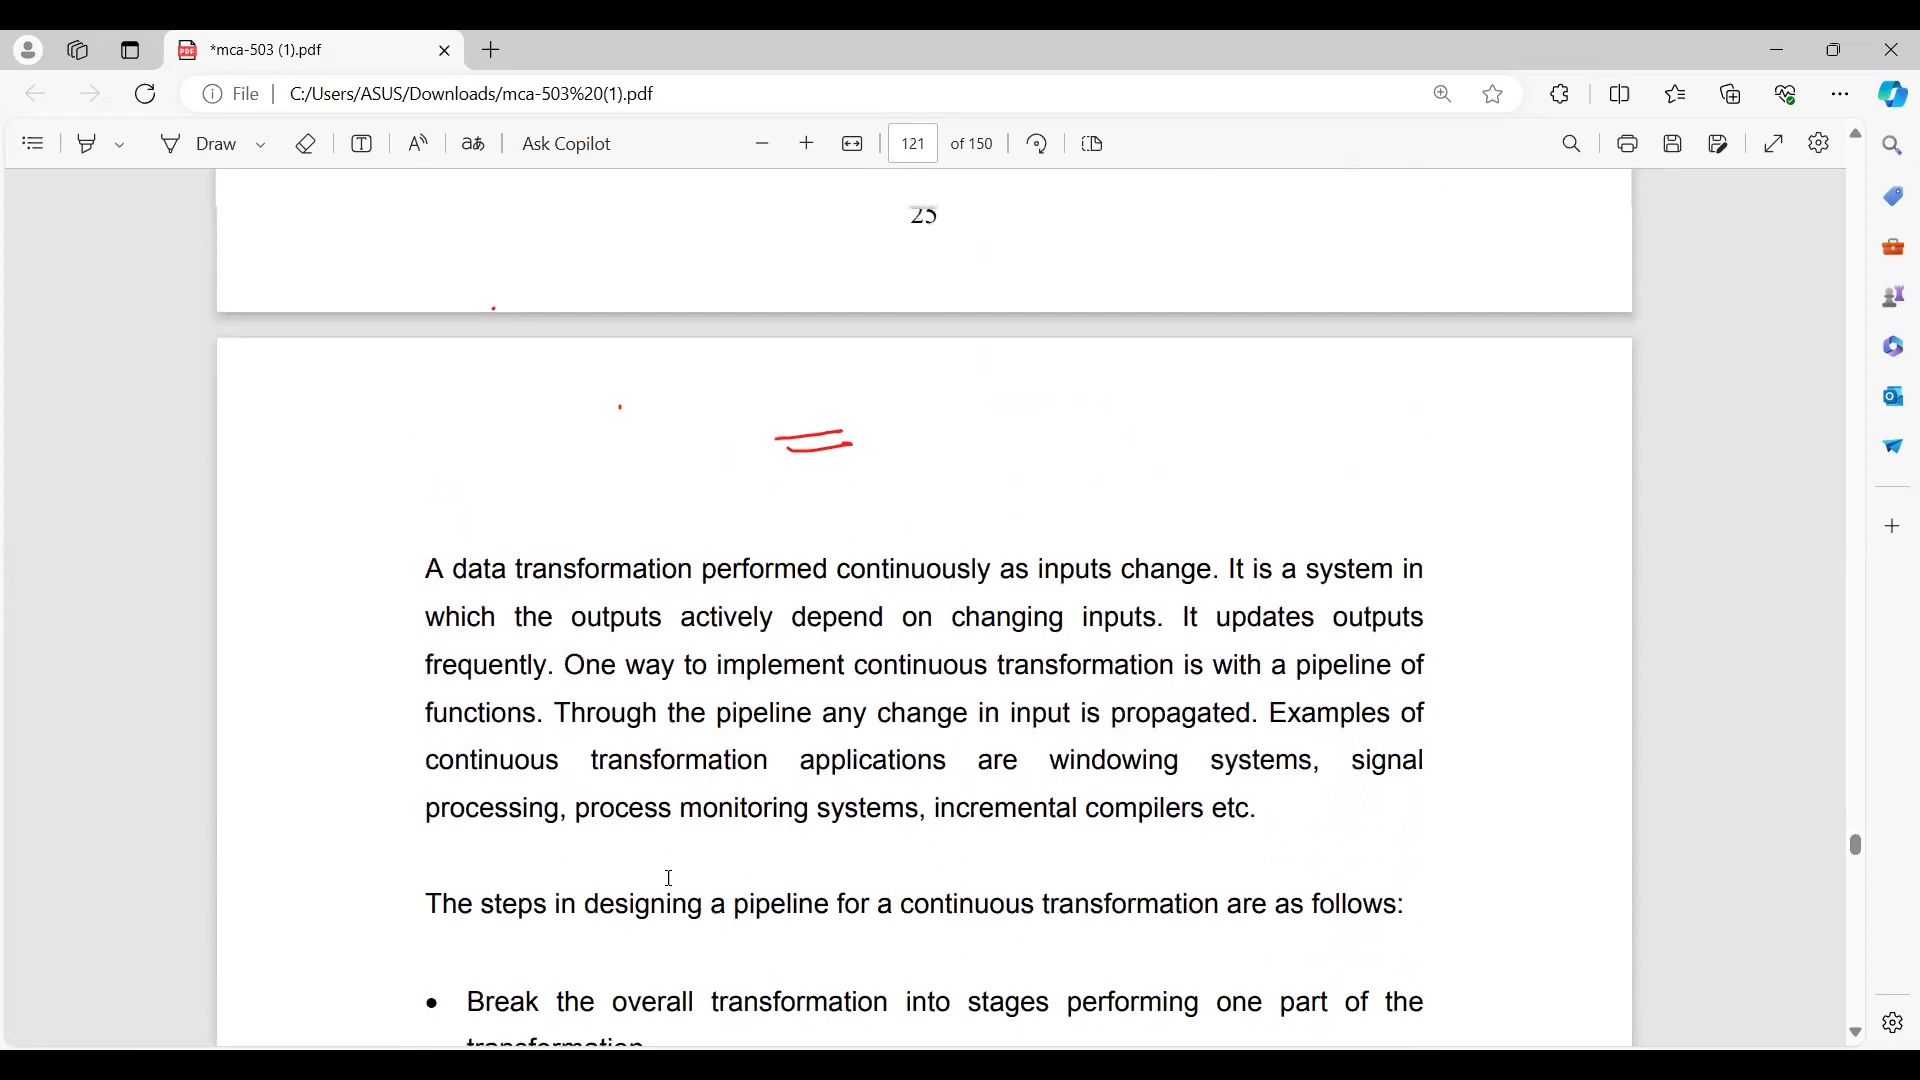 *mca-503 (1).pdf
File
C:/Users/ASUS/Downloads/mca-503%20(1).pdf
Draw
Ask Copilot
121 of 150
25
A data transformation performed continuously as inputs change. It is a system in
which the outputs actively depend on changing inputs. It updates outputs
frequently. One way to implement continuous transformation is with a pipeline of
functions. Through the pipeline any change in input is propagated. Examples of
continuous transformation applications are windowing systems, signal
processing, process monitoring systems, incremental compilers etc.
The steps in designing a pipeline for a continuous transformation are as follows:
• Break the overall transformation into stages performing one part of the
transformation